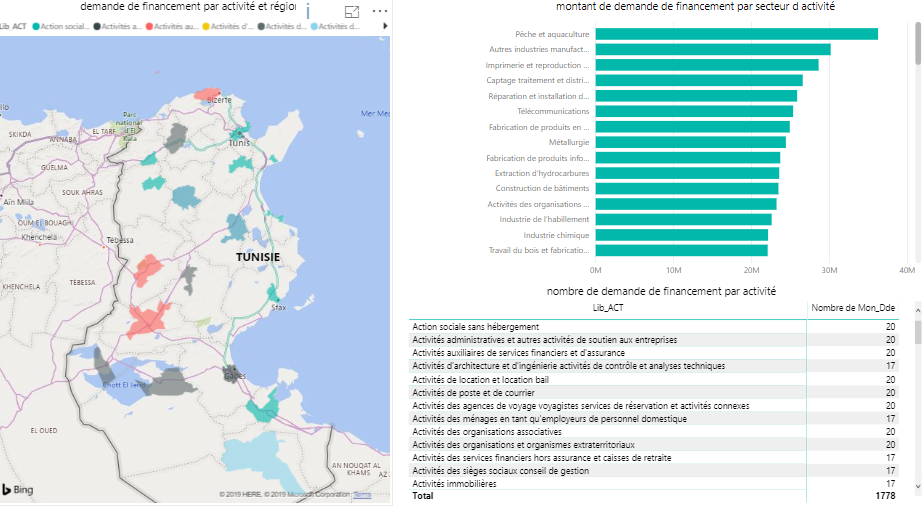 demande de financement par activité et région
Lib_ACT Action social... Activités a... Activités au... Activités d'... Activités de... Activités d...
Bizerte
Mer Med
Parc
national
d'El
Kala
SKIKDA
ANNABA
EL TARF
Tunis
GUELMA
SOUK AHRAS
Aïn Mlila
OUM EL BOUAGHI
Khenchela
Tébessa
TUNISIE
KHENCHELA
TÉBESSA
Sfax
Gabès
Chott El Jerid
EL OUED
AN NOUQAT AL
KHAMS
AZ
Bing
© 2019 HERE, © 2019 Microsoft Corporation Terms
montant de demande de financement par secteur d activité
Pêche et aquaculture
Autres industries manufact...
Imprimerie et reproduction ...
Captage traitement et distri...
Réparation et installation d...
Télécommunications
Fabrication de produits en ...
Métallurgie
Fabrication de produits info...
Extraction d'hydrocarbures
Construction de bâtiments
Activités des organisations ...
Industrie de l'habillement
Industrie chimique
Travail du bois et fabricatio...
0M 10M 20M 30M 40M
nombre de demande de financement par activité
Lib_ACT Nombre de Mon_Dde
Action sociale sans hébergement 20
Activités administratives et autres activités de soutien aux entreprises 20
Activités auxiliaires de services financiers et d'assurance 20
Activités d'architecture et d'ingénierie activités de contrôle et analyses techniques 17
Activités de location et location bail 20
Activités de poste et de courrier 20
Activités des agences de voyage voyagistes services de réservation et activités connexes 20
Activités des ménages en tant qu'employeurs de personnel domestique 17
Activités des organisations associatives 20
Activités des organisations et organismes extraterritoriaux 20
Activités des services financiers hors assurance et caisses de retraite 17
Activités des sièges sociaux conseil de gestion 17
Activités immobilières 17
Total 1778